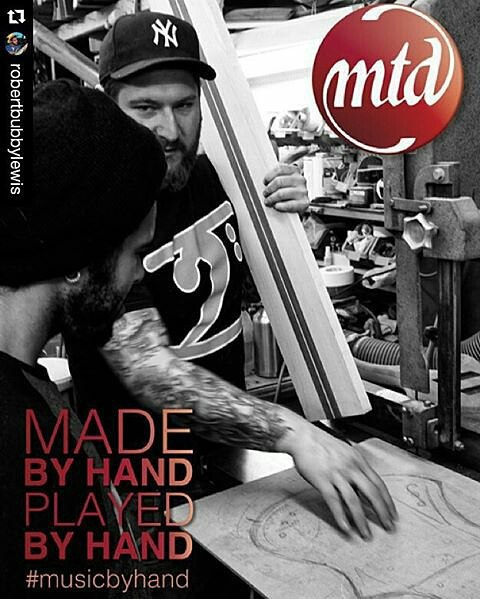 robertbubbylewis
NY
mtd
MADE
BY HAND
PLAYED
BY HAND
#musicbyhand